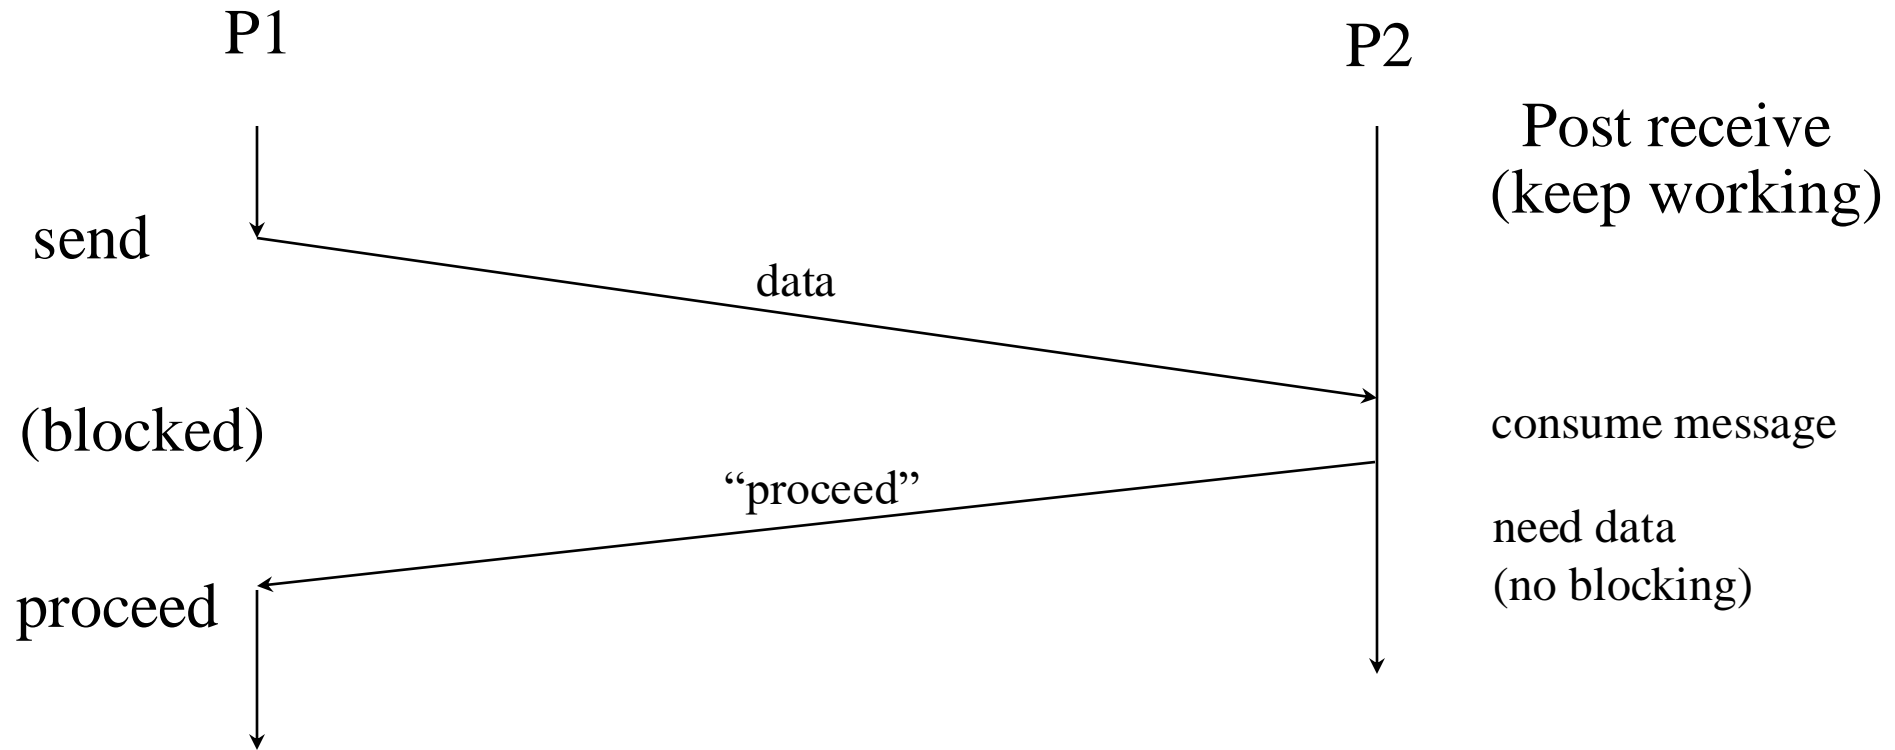 P1
P2
Post receive
(keep working)
send
data
(blocked)
consume message
“proceed”
need data
(no blocking)
proceed